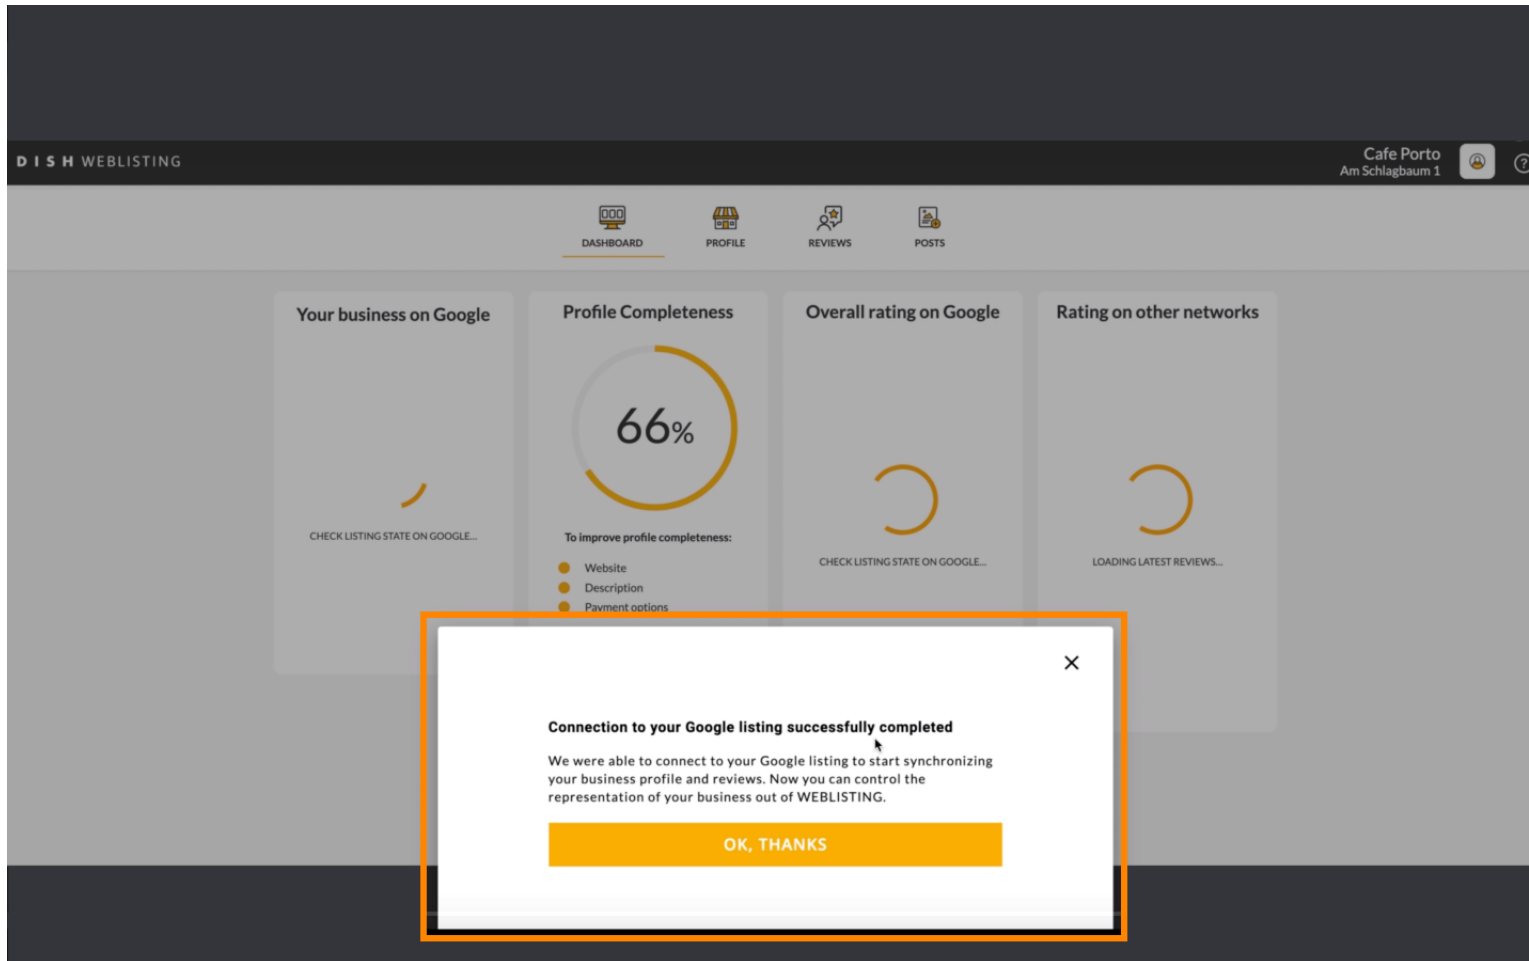 DISH WEBLISTING
Cafe Porto
Am Schlagbaum 1
?
DASHBOARD
PROFILE
REVIEWS
POSTS
Your business on Google
CHECK LISTING STATE ON GOOGLE...
Profile Completeness
66%
To improve profile completeness:
Website
Description
Payment options
Overall rating on Google
CHECK LISTING STATE ON GOOGLE...
Rating on other networks
LOADING LATEST REVIEWS...
Connection to your Google listing successfully completed
We were able to connect to your Google listing to start synchronizing
your business profile and reviews. Now you can control the
representation of your business out of WEBLISTING.
OK, THANKS